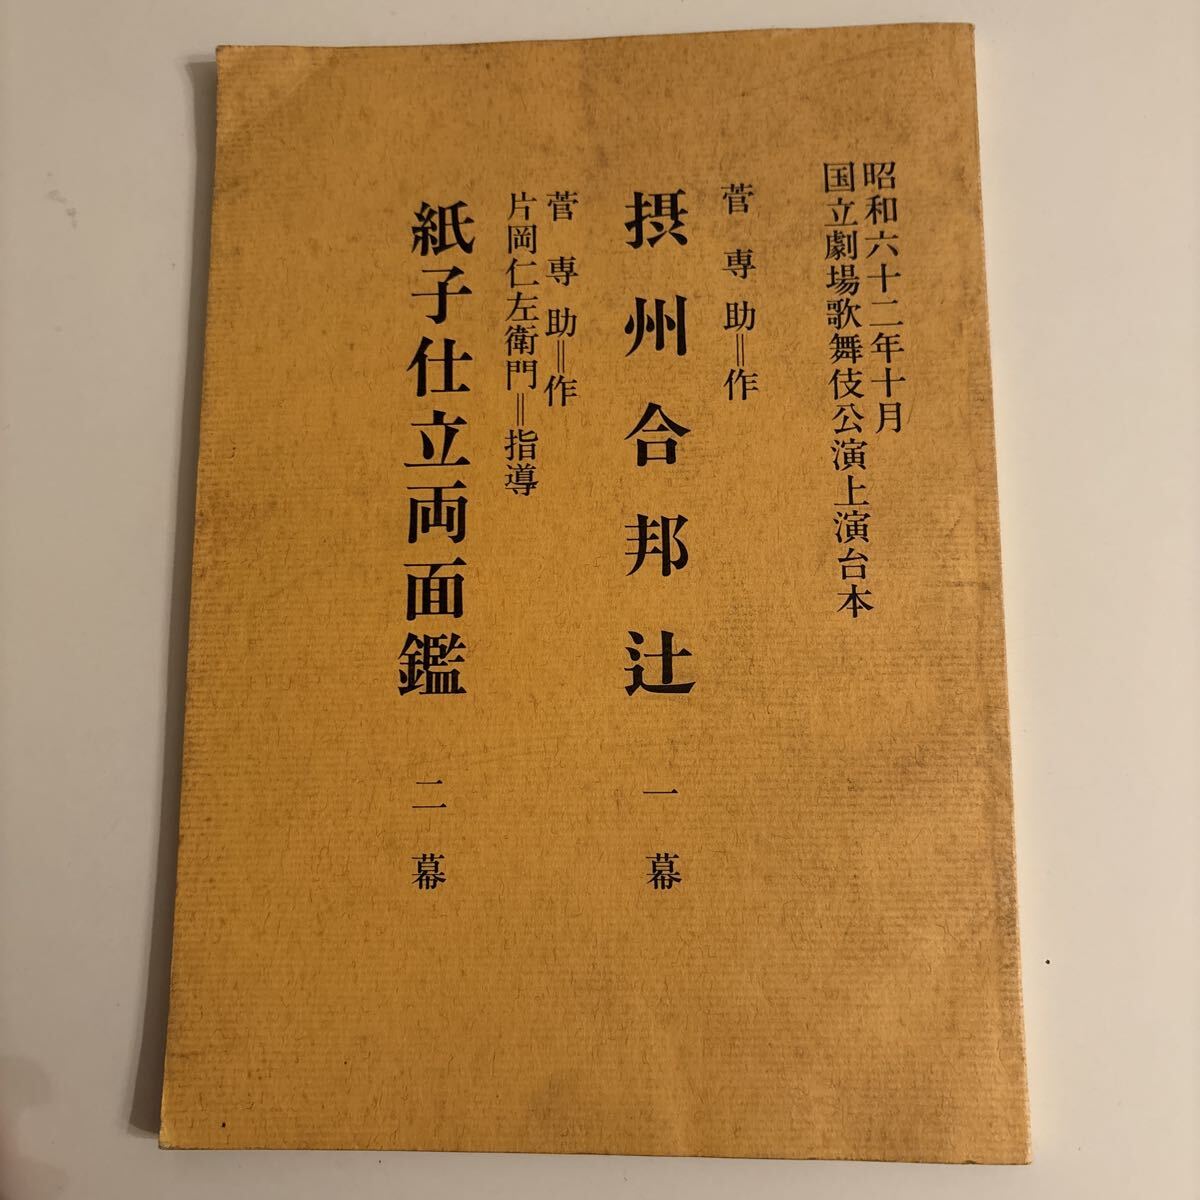 昭和六十二年十月
国立劇場歌舞伎公演上演台本
菅専助＝作
摂州合邦辻　一幕
菅専助＝作
片岡仁左衛門＝指導
紙子仕立両面鑑　二幕